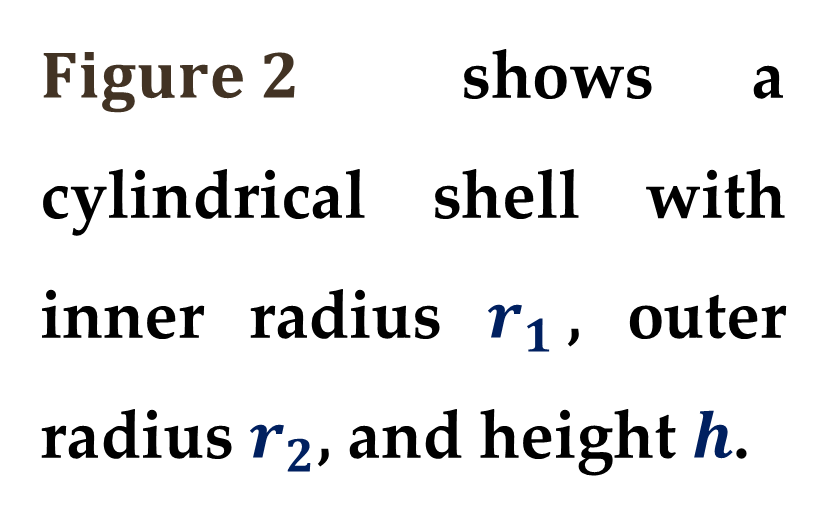 Figure 2 shows a
cylindrical shell with
inner radius r₁, outer
radius r₂, and height h.